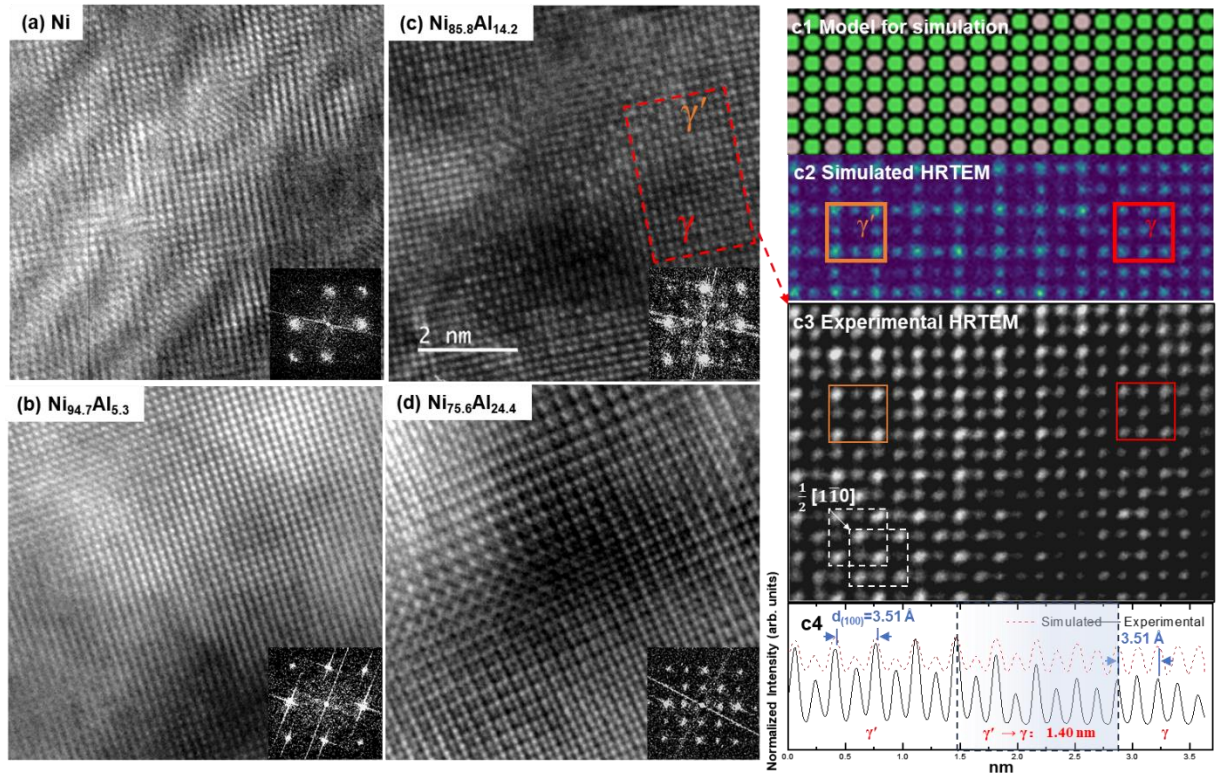 (a) Ni
(c) Ni85.8Al14.2
γ'
γ
2 nm
(b) Ni94.7Al5.3
(d) Ni75.6Al24.4
c1 Model for simulation
c2 Simulated HRTEM
γ'
γ
c3 Experimental HRTEM
1/2 [11̄0]
Normalized Intensity (arb. units)
c4
d(100)=3.51 Å
Simulated
Experimental
3.51 Å
γ'
γ' → γ: 1.40 nm
γ
0.0 0.5 1.0 1.5 2.0 2.5 3.0 3.5
nm